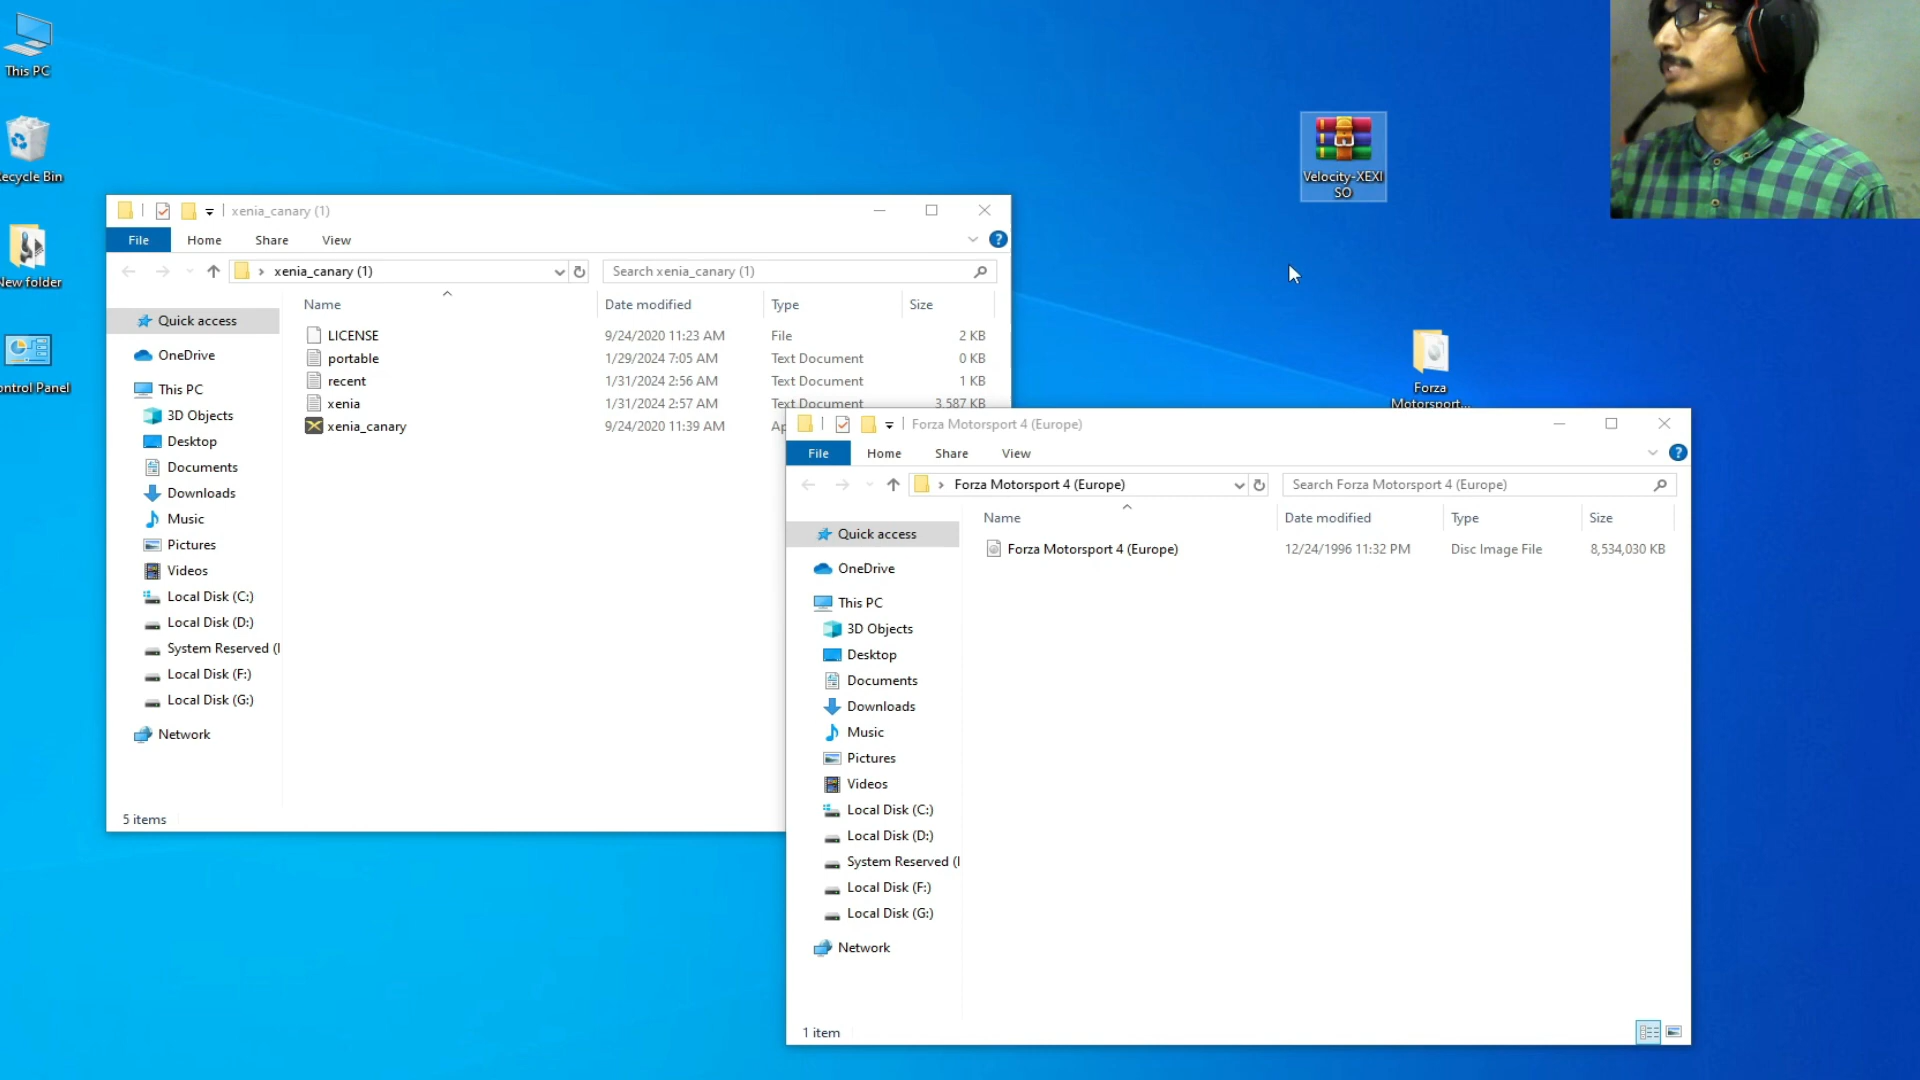 This PC
Recycle Bin
New folder
Control Panel
Velocity-XEXI
SO
Forza
Motorsport...
xenia_canary (1)
File Home Share View
xenia_canary (1)
Search xenia_canary (1)
Name Date modified Type Size
Quick access
OneDrive
This PC
3D Objects
Desktop
Documents
Downloads
Music
Pictures
Videos
Local Disk (C:)
Local Disk (D:)
System Reserved (
Local Disk (F:)
Local Disk (G:)
Network
LICENSE 9/24/2020 11:23 AM File 2 KB
portable 1/29/2024 7:05 AM Text Document 0 KB
recent 1/31/2024 2:56 AM Text Document 1 KB
xenia 1/31/2024 2:57 AM Text Document 3,587 KB
xenia_canary 9/24/2020 11:39 AM Ap
5 items
Forza Motorsport 4 (Europe)
File Home Share View
Forza Motorsport 4 (Europe)
Search Forza Motorsport 4 (Europe)
Name Date modified Type Size
Quick access
OneDrive
This PC
3D Objects
Desktop
Documents
Downloads
Music
Pictures
Videos
Local Disk (C:)
Local Disk (D:)
System Reserved (
Local Disk (F:)
Local Disk (G:)
Network
Forza Motorsport 4 (Europe) 12/24/1996 11:32 PM Disc Image File 8,534,030 KB
1 item